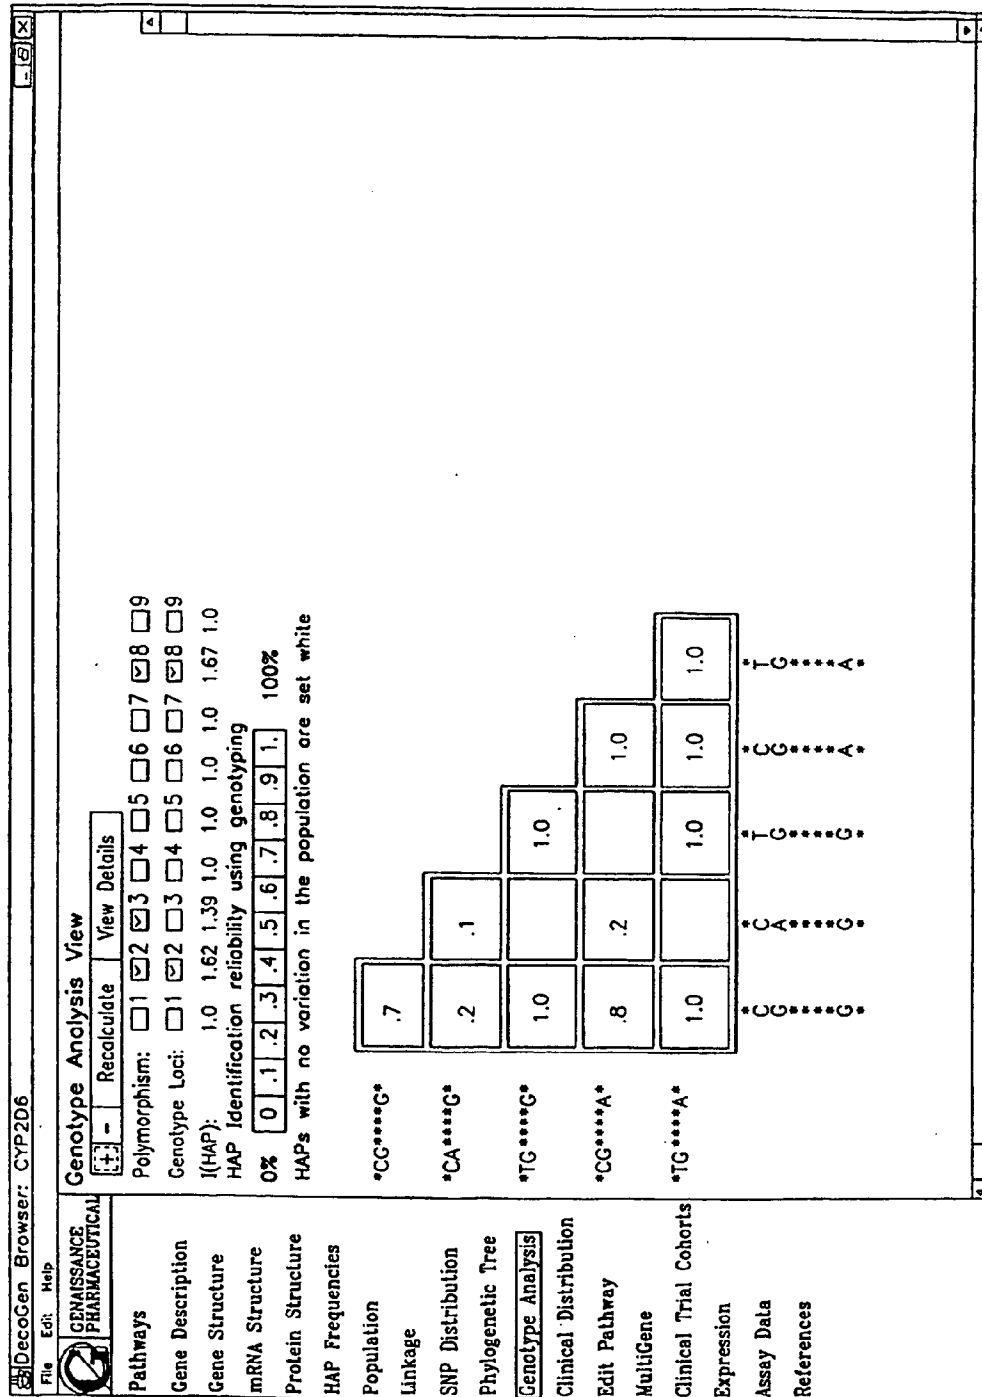 DecoGen Browser: CYP2D6
File Edit Help
GENAISSANCE
PHARMACEUTICAL
Pathways
Gene Description
Gene Structure
mRNA Structure
Protein Structure
HAP Frequencies
Population
Linkage
SNP Distribution
Phylogenetic Tree
Genotype Analysis
Clinical Distribution
Edit Pathway
MultiGene
Clinical Trial Cohorts
Expression
Assay Data
References
Genotype Analysis View
+ - Recalculate View Details
Polymorphism: 1 2 3 4 5 6 7 8 9
Genotype Loci: 1 2 3 4 5 6 7 8 9
I(HAP): 1.0 1.62 1.39 1.0 1.0 1.0 1.0 1.67 1.0
HAP Identification reliability using genotyping
0% 0 .1 .2 .3 .4 .5 .6 .7 .8 .9 1. 100%
HAPs with no variation in the population are set white
*CG****G* .7
*CA****G* .2 .1
*TG****G* 1.0 1.0
*CG****A* .8 .2 1.0
*TG****A* 1.0 1.0 1.0 1.0
*CG****G* *CA****G* *TG****G* *CG****A* *TG****A*